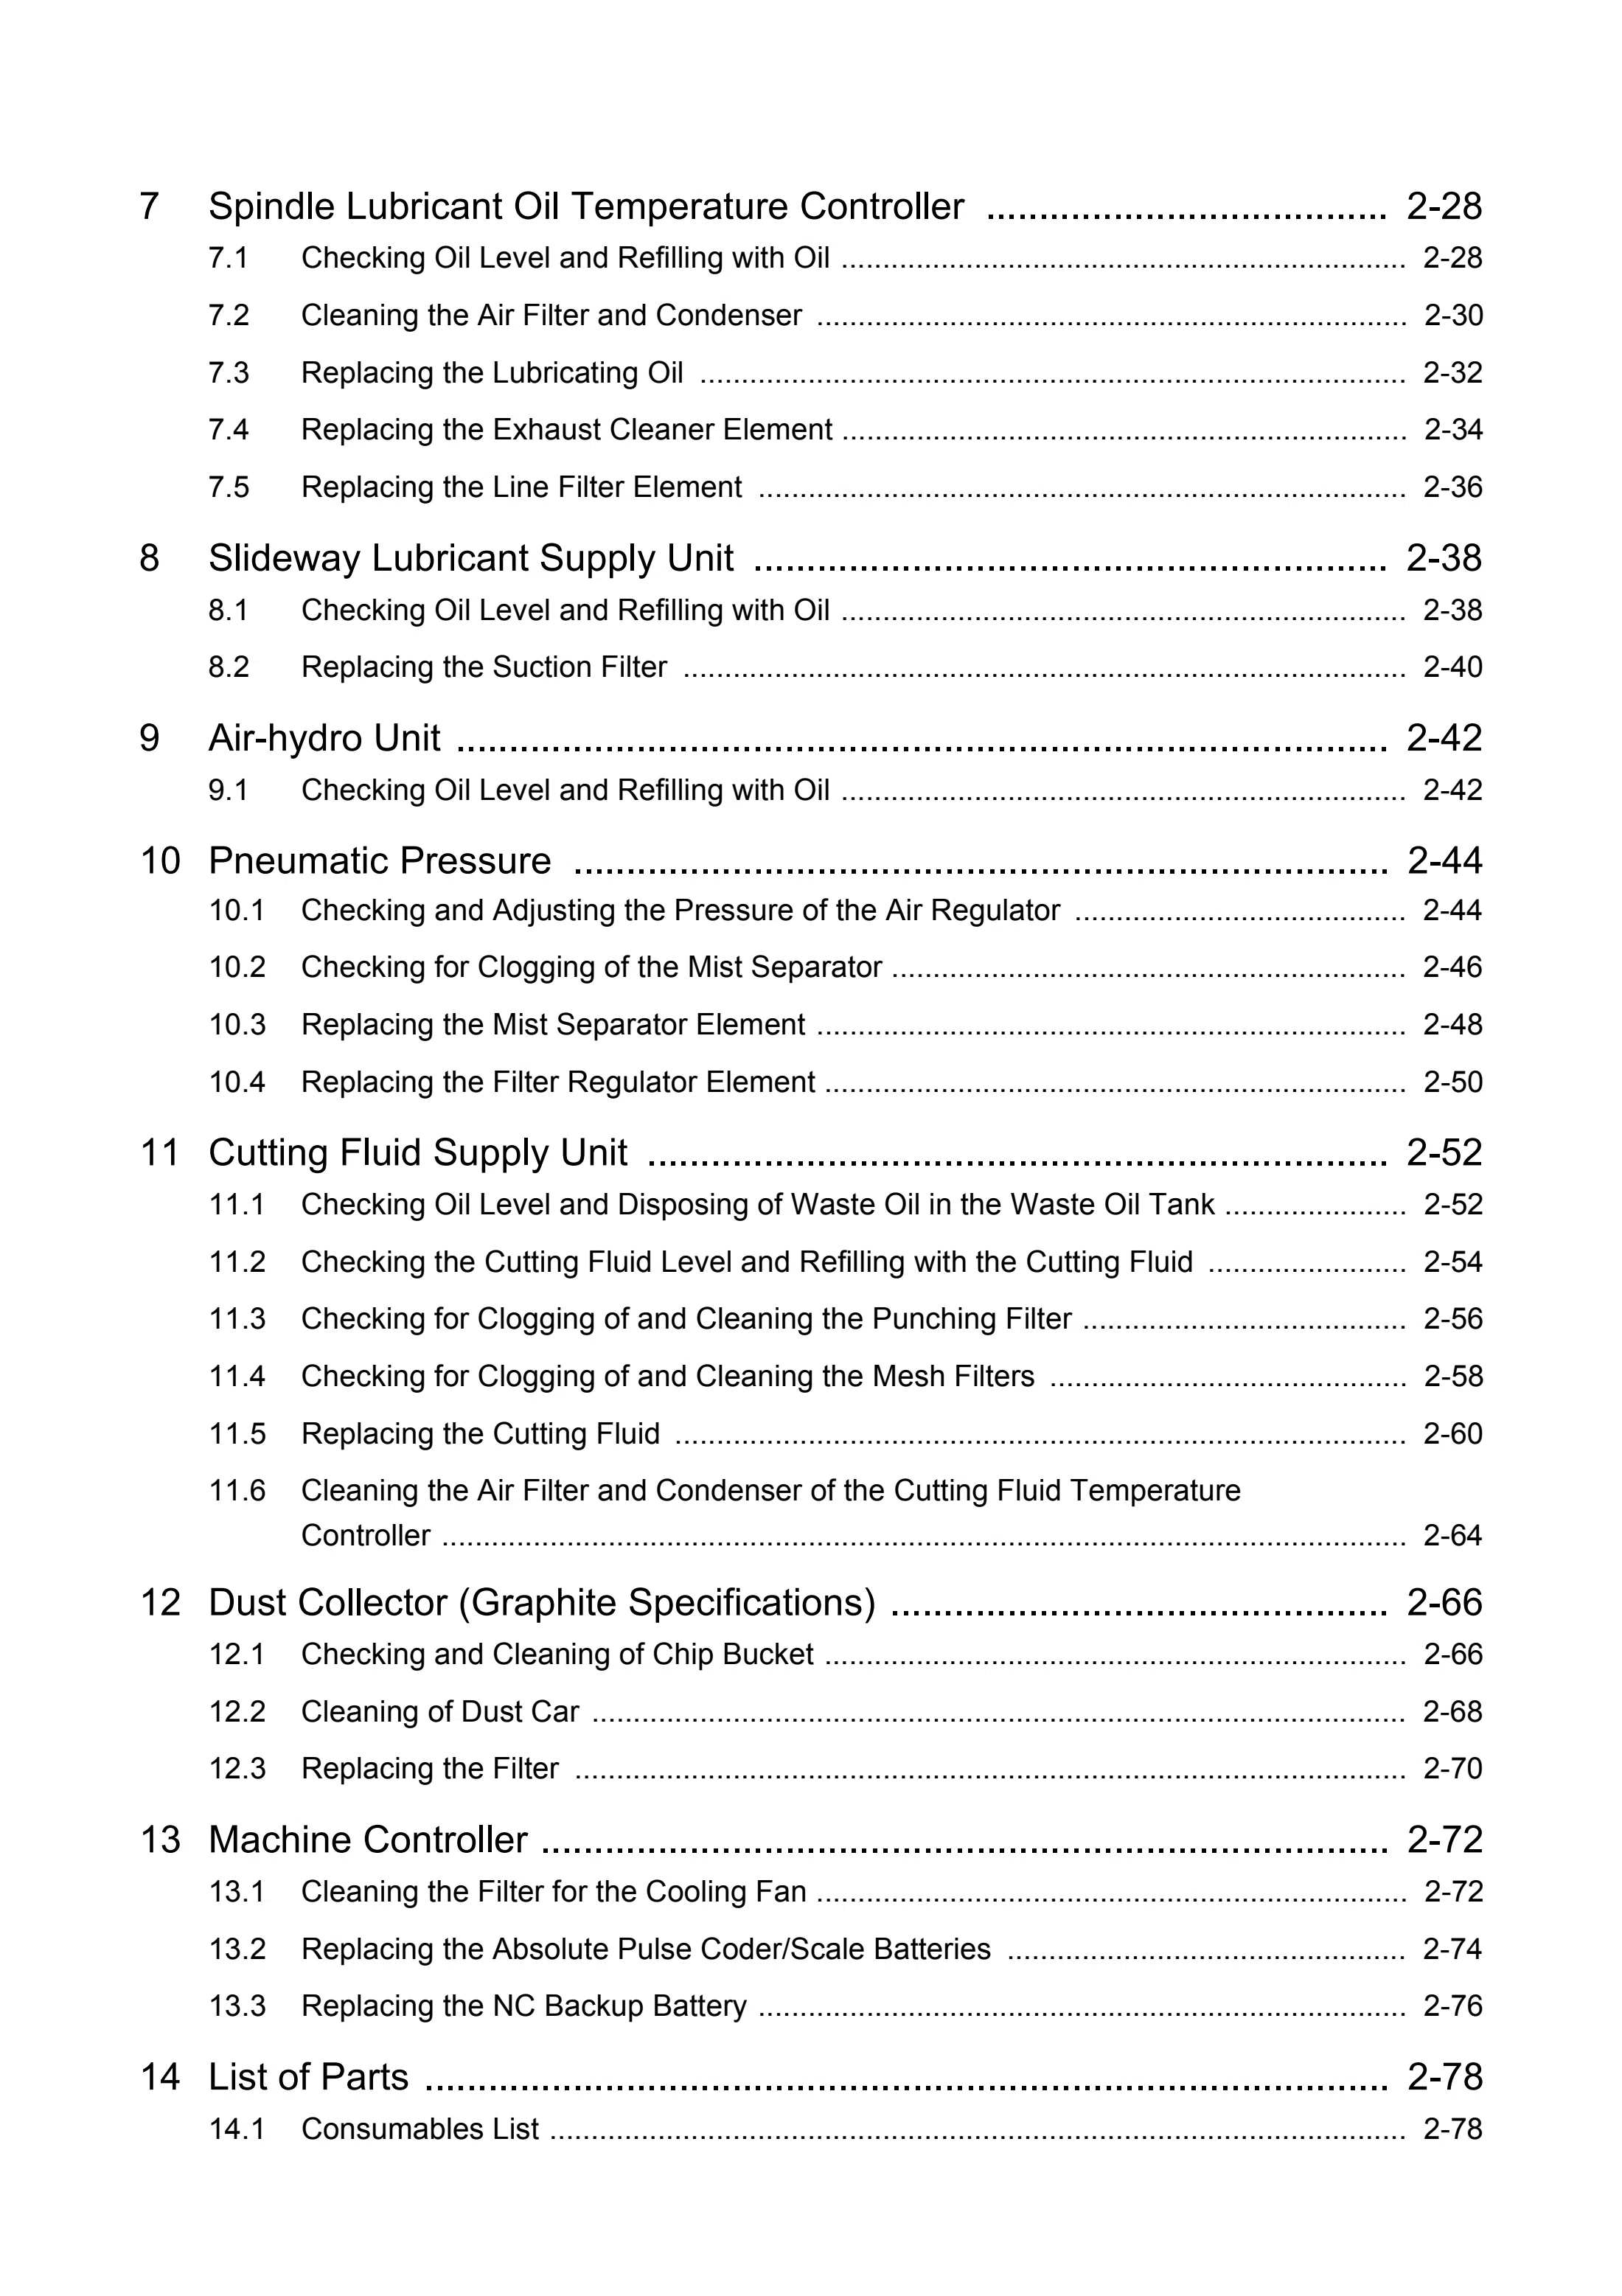 7 Spindle Lubricant Oil Temperature Controller ...................................... 2-28
7.1 Checking Oil Level and Refilling with Oil .................................................................... 2-28
7.2 Cleaning the Air Filter and Condenser ....................................................................... 2-30
7.3 Replacing the Lubricating Oil ..................................................................................... 2-32
7.4 Replacing the Exhaust Cleaner Element .................................................................... 2-34
7.5 Replacing the Line Filter Element .............................................................................. 2-36
8 Slideway Lubricant Supply Unit ............................................................ 2-38
8.1 Checking Oil Level and Refilling with Oil .................................................................... 2-38
8.2 Replacing the Suction Filter ....................................................................................... 2-40
9 Air-hydro Unit ........................................................................................ 2-42
9.1 Checking Oil Level and Refilling with Oil .................................................................... 2-42
10 Pneumatic Pressure ............................................................................. 2-44
10.1 Checking and Adjusting the Pressure of the Air Regulator ........................................ 2-44
10.2 Checking for Clogging of the Mist Separator .............................................................. 2-46
10.3 Replacing the Mist Separator Element ....................................................................... 2-48
10.4 Replacing the Filter Regulator Element ...................................................................... 2-50
11 Cutting Fluid Supply Unit ...................................................................... 2-52
11.1 Checking Oil Level and Disposing of Waste Oil in the Waste Oil Tank ...................... 2-52
11.2 Checking the Cutting Fluid Level and Refilling with the Cutting Fluid ........................ 2-54
11.3 Checking for Clogging of and Cleaning the Punching Filter ....................................... 2-56
11.4 Checking for Clogging of and Cleaning the Mesh Filters ........................................... 2-58
11.5 Replacing the Cutting Fluid ........................................................................................ 2-60
11.6 Cleaning the Air Filter and Condenser of the Cutting Fluid Temperature
Controller .................................................................................................................... 2-64
12 Dust Collector (Graphite Specifications) ............................................... 2-66
12.1 Checking and Cleaning of Chip Bucket ...................................................................... 2-66
12.2 Cleaning of Dust Car .................................................................................................. 2-68
12.3 Replacing the Filter .................................................................................................... 2-70
13 Machine Controller ................................................................................ 2-72
13.1 Cleaning the Filter for the Cooling Fan ....................................................................... 2-72
13.2 Replacing the Absolute Pulse Coder/Scale Batteries ................................................ 2-74
13.3 Replacing the NC Backup Battery .............................................................................. 2-76
14 List of Parts ........................................................................................... 2-78
14.1 Consumables List ....................................................................................................... 2-78